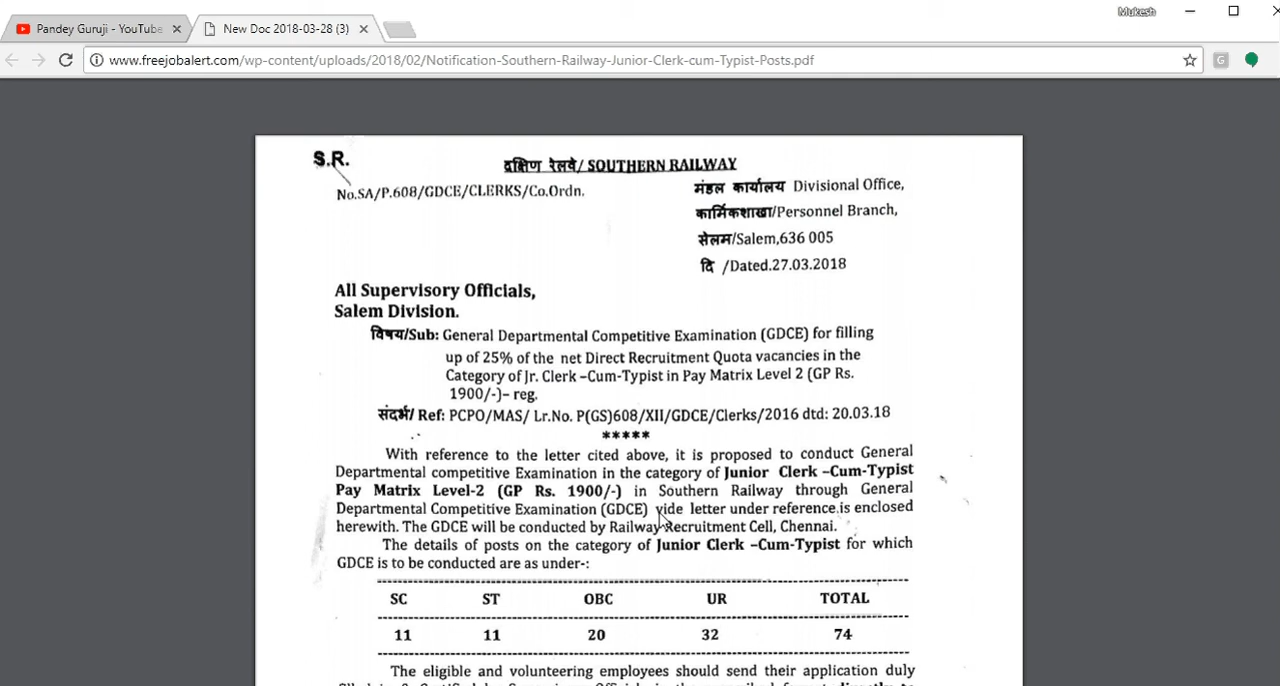 Mukesh
Pandey Guruji - YouTube
New Doc 2018-03-28 (3)
www.freejobalert.com/wp-content/uploads/2018/02/Notification-Southern-Railway-Junior-Clerk-cum-Typist-Posts.pdf
S.R.
दक्षिण रेलवे/ SOUTHERN RAILWAY
No.SA/P.608/GDCE/CLERKS/Co.Ordn.
मंडल कार्यालय Divisional Office,
कार्मिकशाखा/Personnel Branch,
सेलम/Salem,636 005
दि /Dated.27.03.2018
All Supervisory Officials,
Salem Division.
विषय/Sub: General Departmental Competitive Examination (GDCE) for filling
up of 25% of the net Direct Recruitment Quota vacancies in the
Category of Jr. Clerk –Cum-Typist in Pay Matrix Level 2 (GP Rs.
1900/-)– reg.
संदर्भ/ Ref: PCPO/MAS/ Lr.No. P(GS)608/XII/GDCE/Clerks/2016 dtd: 20.03.18
*****
With reference to the letter cited above, it is proposed to conduct General
Departmental competitive Examination in the category of Junior Clerk –Cum-Typist
Pay Matrix Level-2 (GP Rs. 1900/-) in Southern Railway through General
Departmental Competitive Examination (GDCE) vide letter under reference is enclosed
herewith. The GDCE will be conducted by Railway Recruitment Cell, Chennai.
The details of posts on the category of Junior Clerk –Cum-Typist for which
GDCE is to be conducted are as under-:
SC ST OBC UR TOTAL
11 11 20 32 74
The eligible and volunteering employees should send their application duly